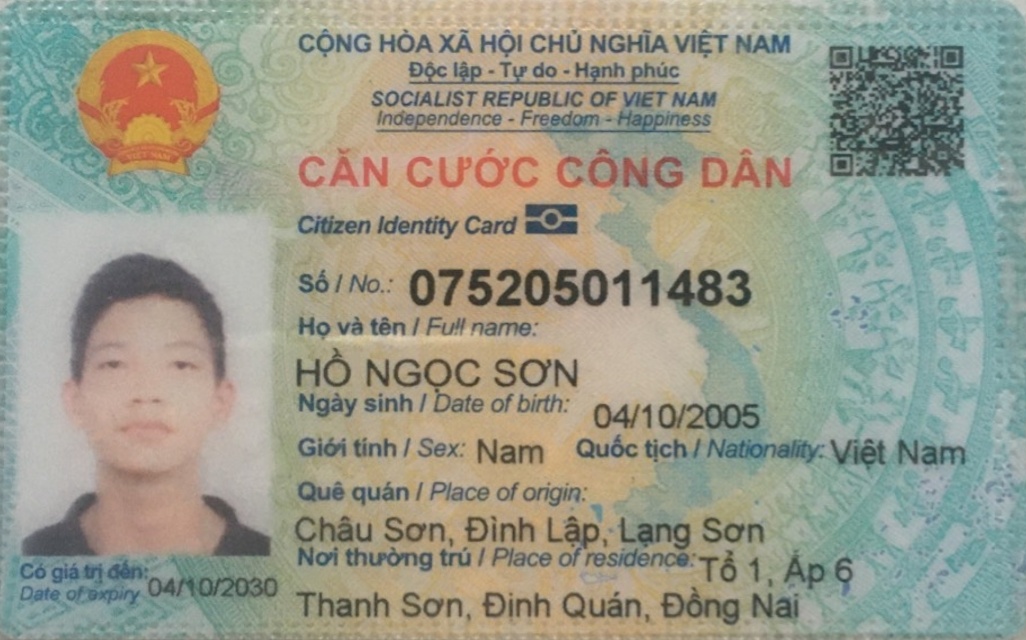 CỘNG HÒA XÃ HỘI CHỦ NGHĨA VIỆT NAM
Độc lập - Tự do - Hạnh phúc
SOCIALIST REPUBLIC OF VIET NAM
Independence - Freedom - Happiness
CĂN CƯỚC CÔNG DÂN
Citizen Identity Card
Số / No.: 075205011483
Họ và tên / Full name:
HỒ NGỌC SƠN
Ngày sinh / Date of birth: 04/10/2005
Giới tính / Sex: Nam Quốc tịch / Nationality: Việt Nam
Quê quán / Place of origin:
Châu Sơn, Đình Lập, Lạng Sơn
Nơi thường trú / Place of residence: Tổ 1, Ấp 6
Thanh Sơn, Định Quán, Đồng Nai
Có giá trị đến: 04/10/2030
Date of expiry
VIỆT NAM